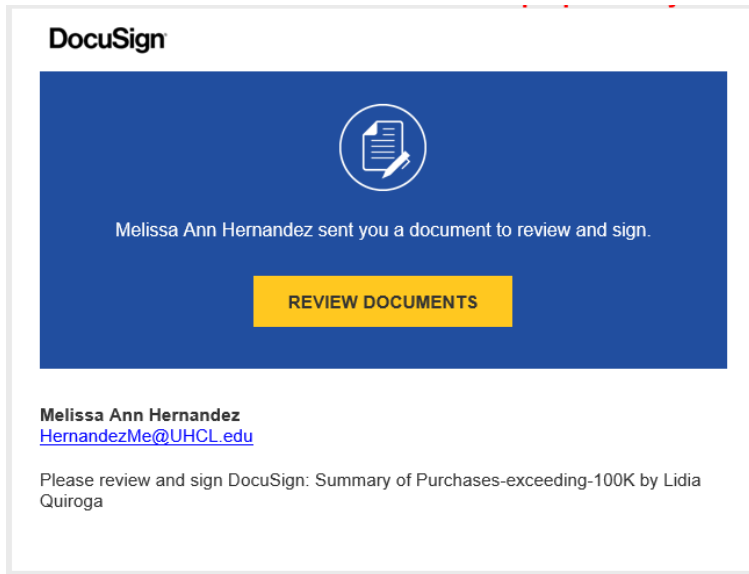 DocuSign
Melissa Ann Hernandez sent you a document to review and sign.
REVIEW DOCUMENTS
Melissa Ann Hernandez
HernandezMe@UHCL.edu
Please review and sign DocuSign: Summary of Purchases-exceeding-100K by Lidia
Quiroga